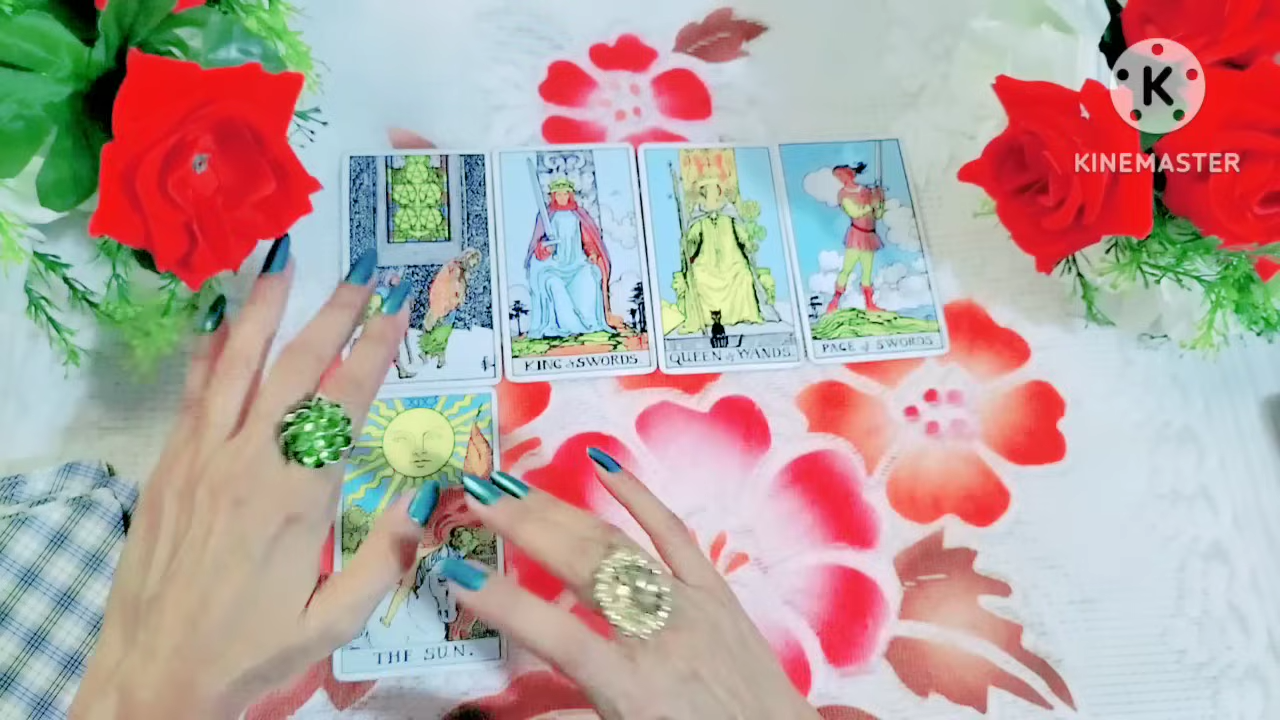 K
KINEMASTER
KING of SWORDS.
QUEEN of WANDS.
PAGE of SWORDS.
THE SUN.